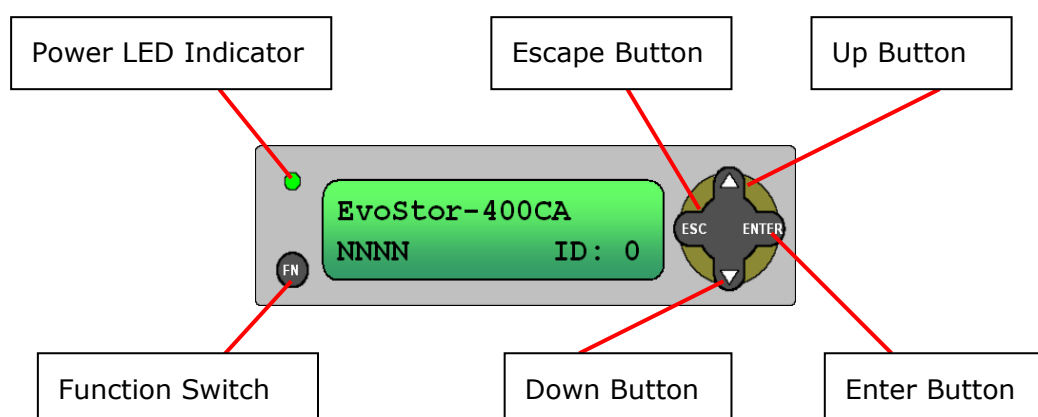 Power LED Indicator
Escape Button
Up Button
EvoStor-400CA
NNNN ID: 0
FN
ESC
ENTER
Function Switch
Down Button
Enter Button